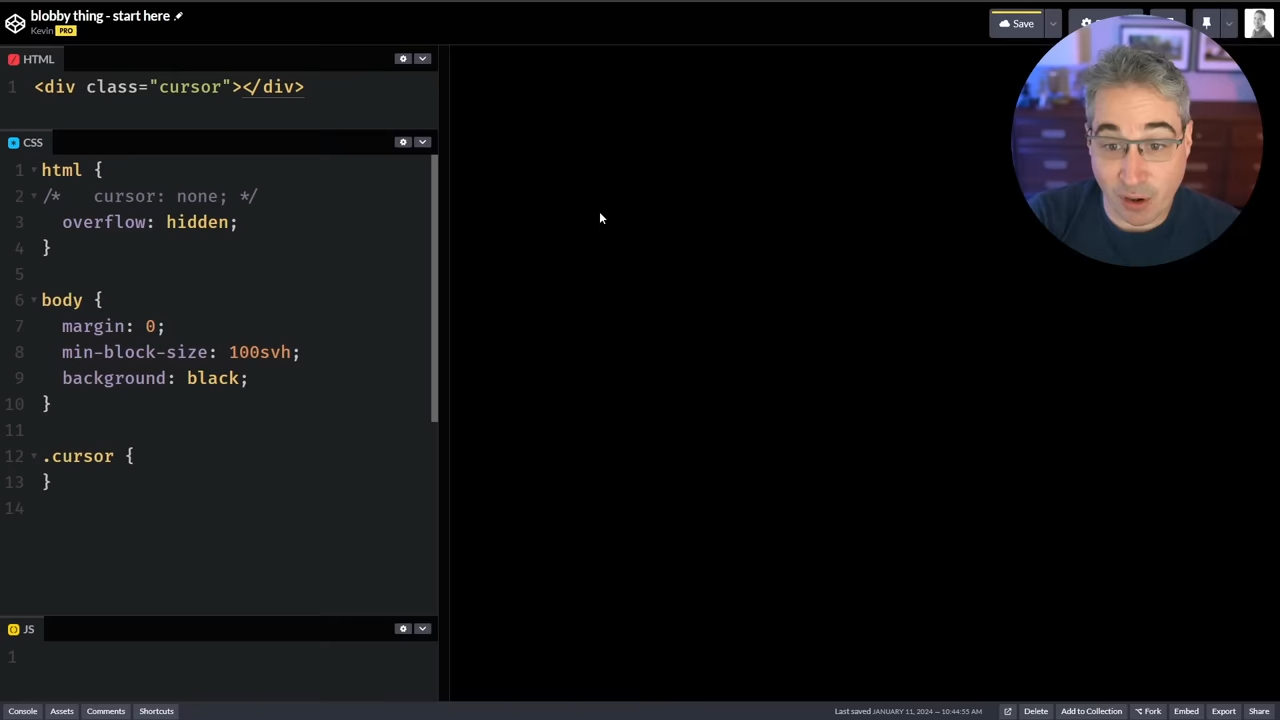 blobby thing - start here
Kevin PRO
Save
HTML
1 <div class="cursor"></div>
CSS
1 html {
2 /*   cursor: none; */
3   overflow: hidden;
4 }
5
6 body {
7   margin: 0;
8   min-block-size: 100svh;
9   background: black;
10 }
11
12 .cursor {
13 }
14
JS
1
Console Assets Comments Shortcuts
Last saved JANUARY 11, 2024 — 10:44:55 AM
Delete Add to Collection Fork Embed Export Share